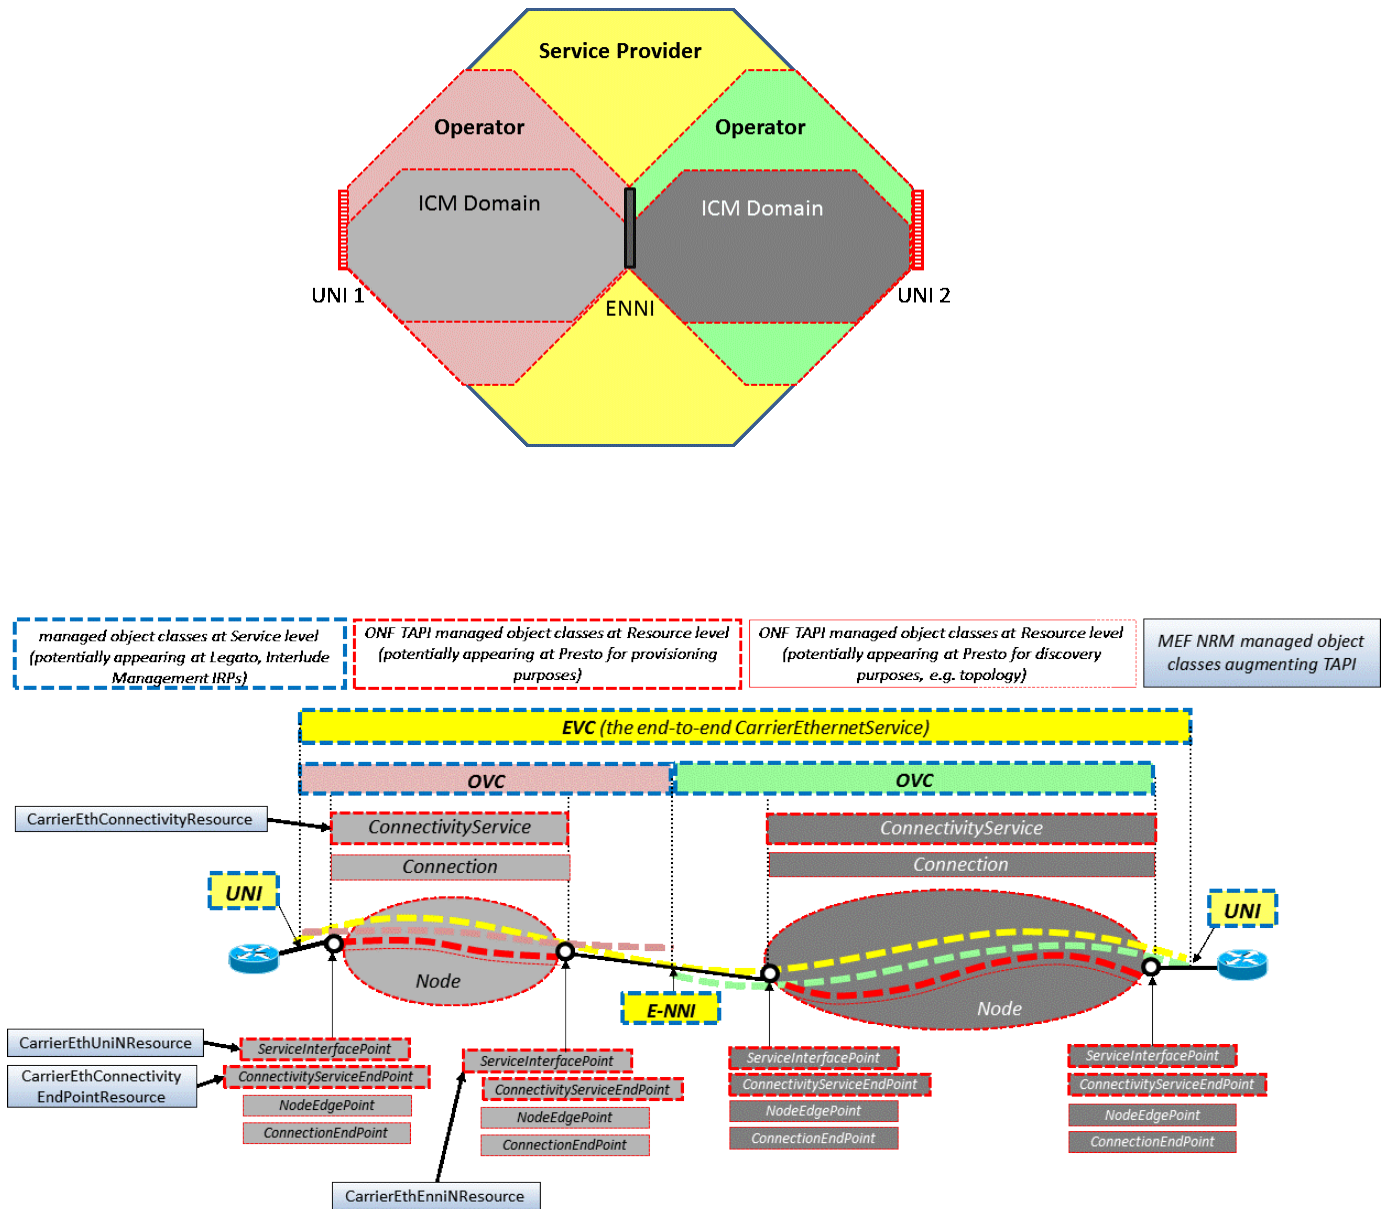 Service Provider
Operator
Operator
ICM Domain
ICM Domain
UNI 1
ENNI
UNI 2
managed object classes at Service level
(potentially appearing at Legato, Interlude
Management IRPs)
ONF TAPI managed object classes at Resource level
(potentially appearing at Presto for provisioning
purposes)
ONF TAPI managed object classes at Resource level
(potentially appearing at Presto for discovery
purposes, e.g. topology)
MEF NRM managed object
classes augmenting TAPI
EVC (the end-to-end CarrierEthernetService)
OVC
OVC
CarrierEthConnectivityResource
ConnectivityService
ConnectivityService
Connection
Connection
UNI
UNI
Node
Node
E-NNI
CarrierEthUniNResource
CarrierEthConnectivity
EndPointResource
ServiceInterfacePoint
ConnectivityServiceEndPoint
NodeEdgePoint
ConnectionEndPoint
ServiceInterfacePoint
ConnectivityServiceEndPoint
NodeEdgePoint
ConnectionEndPoint
ServiceInterfacePoint
ConnectivityServiceEndPoint
NodeEdgePoint
ConnectionEndPoint
ServiceInterfacePoint
ConnectivityServiceEndPoint
NodeEdgePoint
ConnectionEndPoint
CarrierEthEnniNResource